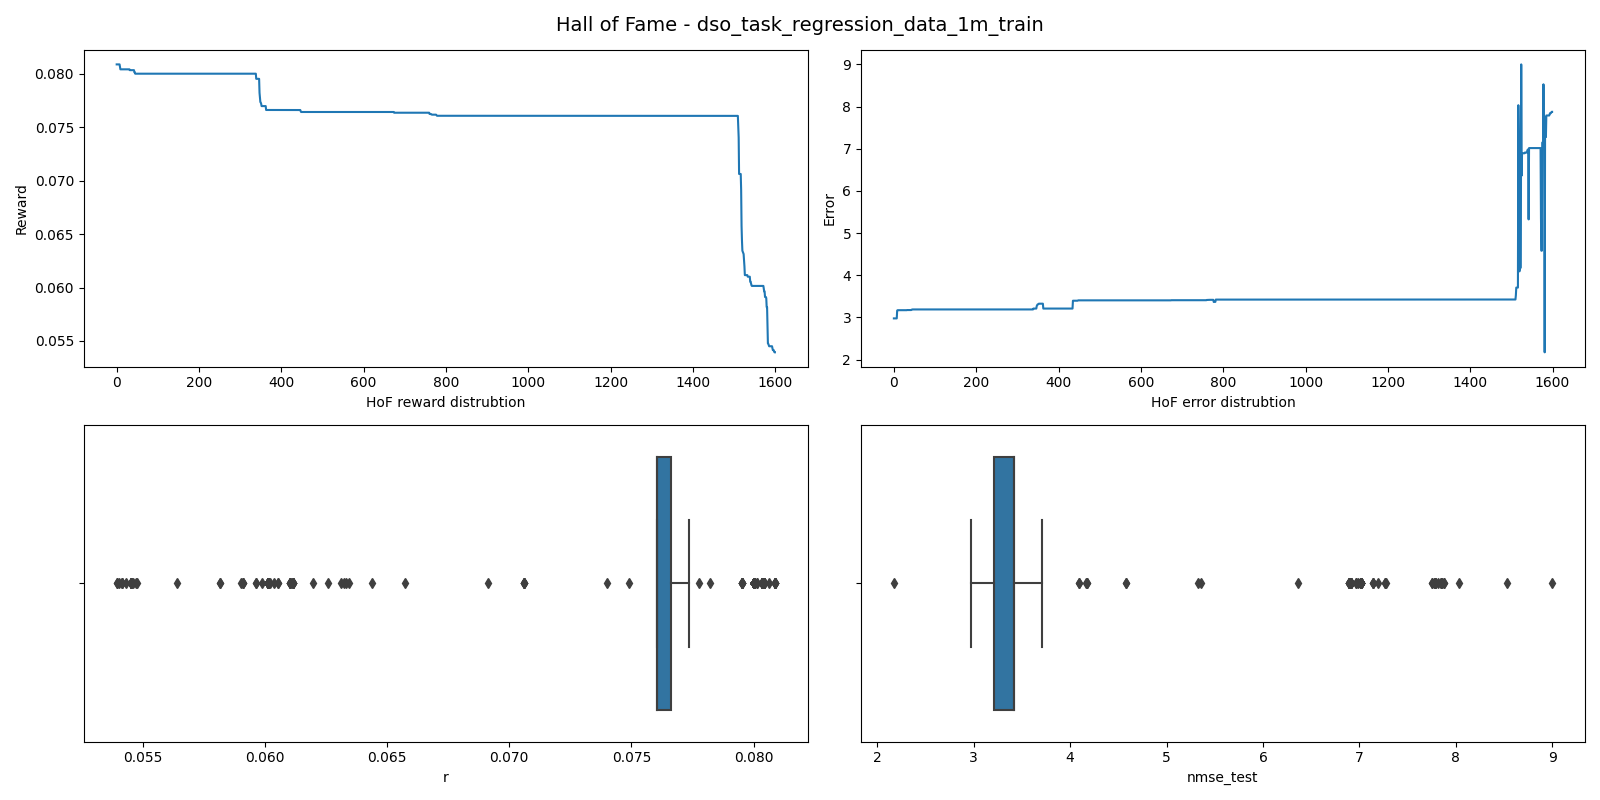 Hall of Fame - dso_task_regression_data_1m_train
Reward
0.080
0.075
0.070
0.065
0.060
0.055
0 200 400 600 800 1000 1200 1400 1600
HoF reward distrubtion
Error
9
8
7
6
5
4
3
2
0 200 400 600 800 1000 1200 1400 1600
HoF error distrubtion
0.055 0.060 0.065 0.070 0.075 0.080
r
2 3 4 5 6 7 8 9
nmse_test